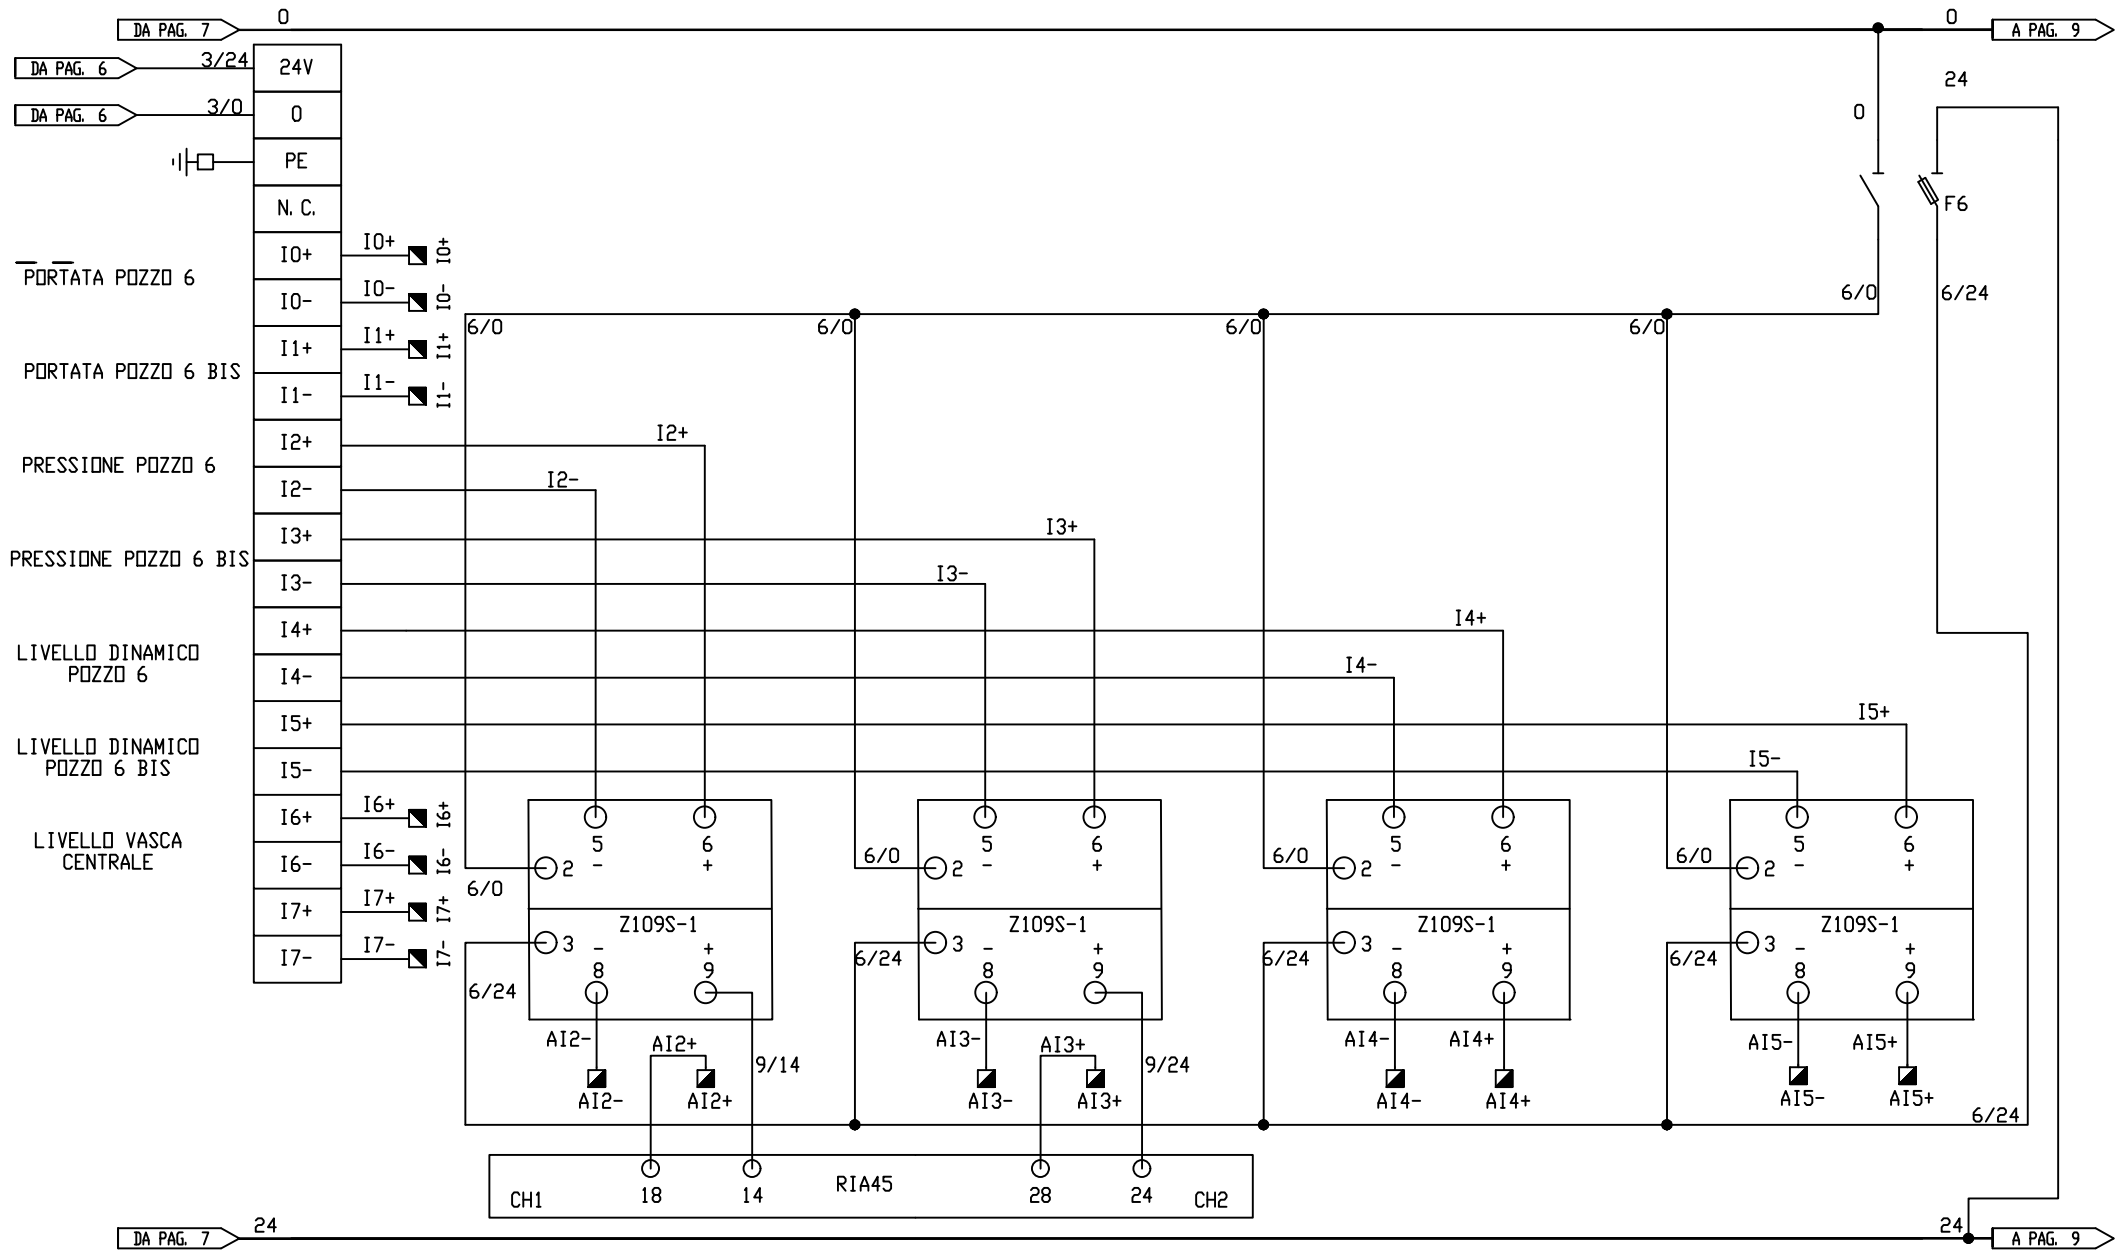 0
0
DA PAG. 7
A PAG. 9
DA PAG. 6
3/24
24V
24
DA PAG. 6
3/0
0
0
PE
N. C.
F6
PORTATA POZZO 6
I0+
I0+
I0+
I0-
I0-
I0-
6/0
6/24
6/0
6/0
6/0
6/0
PORTATA POZZO 6 BIS
I1+
I1+
I1+
I1-
I1-
I1-
PRESSIONE POZZO 6
I2+
I2+
I2-
I2-
PRESSIONE POZZO 6 BIS
I3+
I3+
I3-
I3-
LIVELLO DINAMICO
POZZO 6
I4+
I4+
I4-
I4-
LIVELLO DINAMICO
POZZO 6 BIS
I5+
I5+
I5-
I5-
LIVELLO VASCA
CENTRALE
I6+
I6+
I6+
I6-
I6-
I6-
I7+
I7+
I7+
I7-
I7-
I7-
5
-
6
+
2
6/0
Z109S-1
3
6/24
-
8
+
9
AI2-
AI2+
9/14
AI2-
AI2+
5
-
6
+
6/0
2
Z109S-1
3
6/24
-
8
+
9
AI3-
AI3+
9/24
AI3-
AI3+
5
-
6
+
6/0
2
Z109S-1
3
6/24
-
8
+
9
AI4-
AI4+
AI4-
AI4+
5
-
6
+
6/0
2
Z109S-1
3
6/24
-
8
+
9
AI5-
AI5+
AI5-
AI5+
6/24
CH1
18
14
RIA45
28
24
CH2
DA PAG. 7
24
24
A PAG. 9